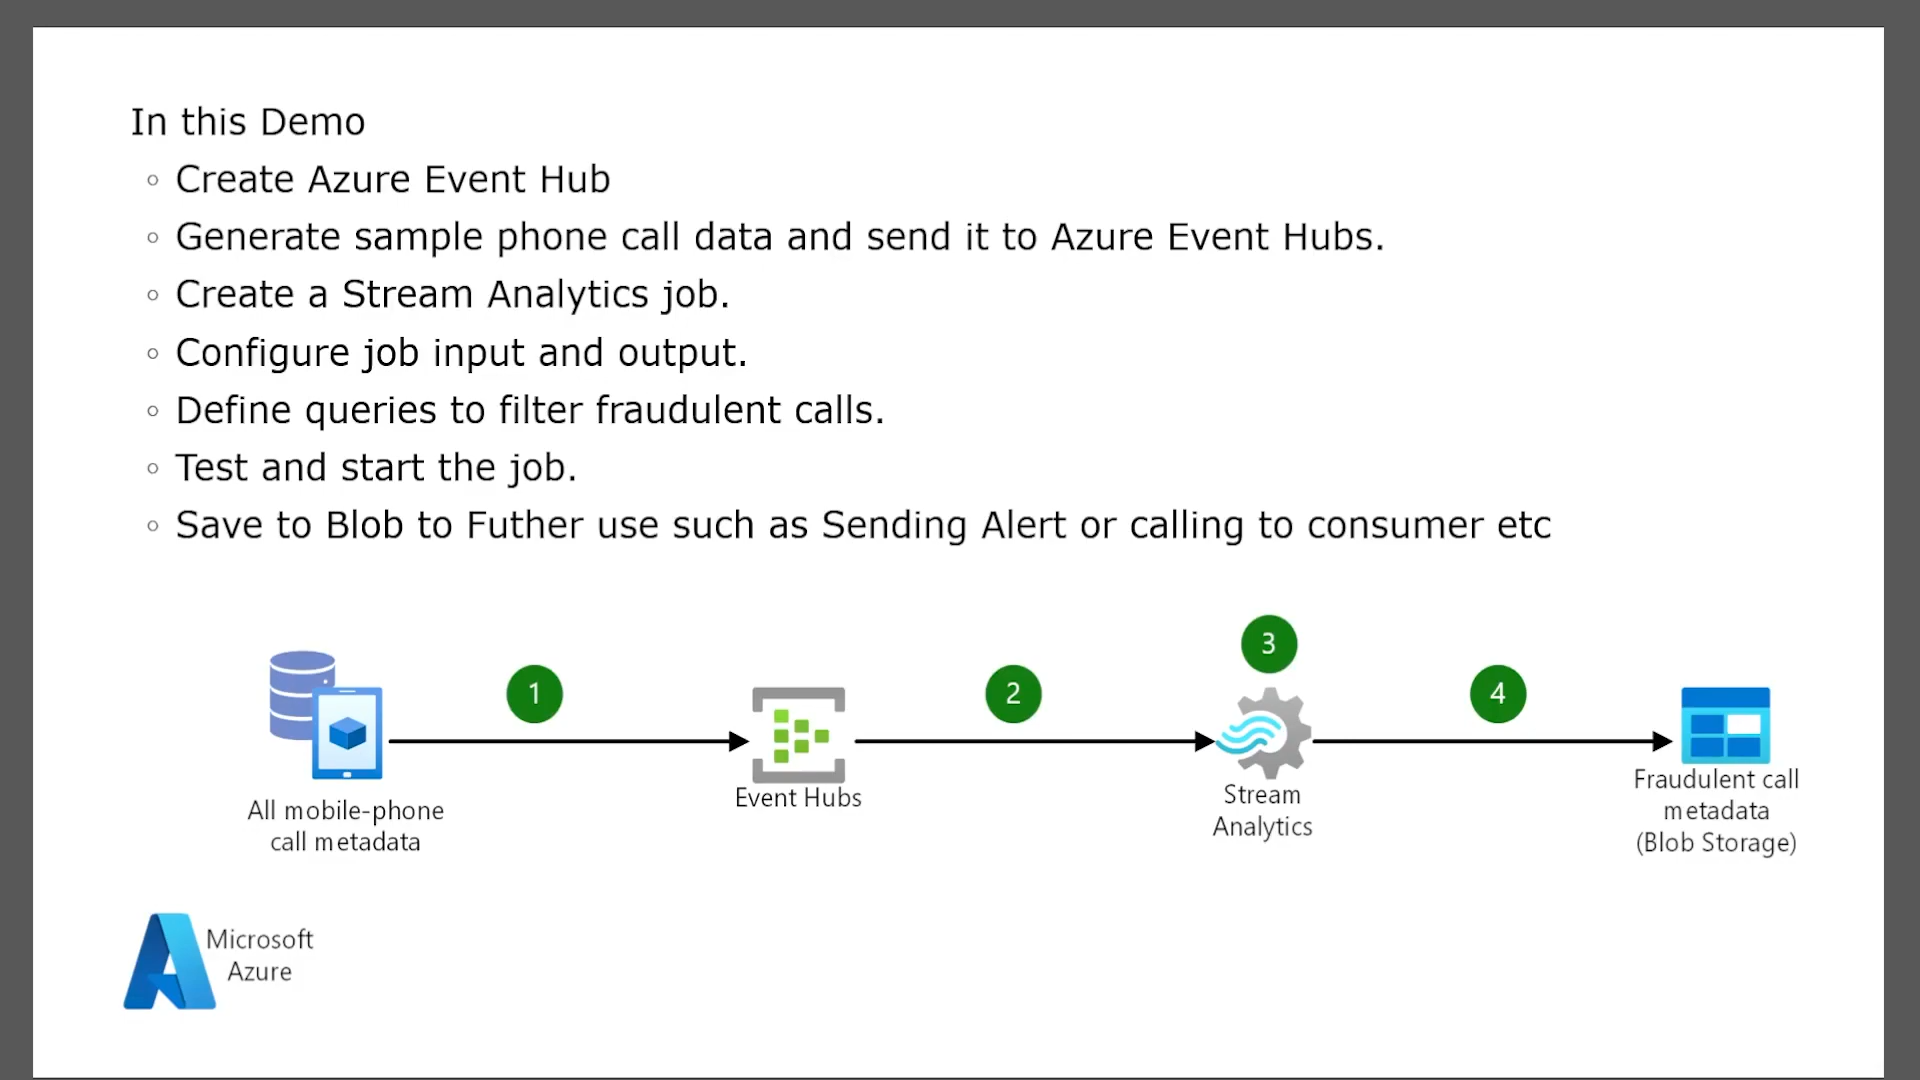 In this Demo
◦ Create Azure Event Hub
◦ Generate sample phone call data and send it to Azure Event Hubs.
◦ Create a Stream Analytics job.
◦ Configure job input and output.
◦ Define queries to filter fraudulent calls.
◦ Test and start the job.
◦ Save to Blob to Futher use such as Sending Alert or calling to consumer etc
3
1
2
4
All mobile-phone
call metadata
Event Hubs
Stream
Analytics
Fraudulent call
metadata
(Blob Storage)
Microsoft
Azure